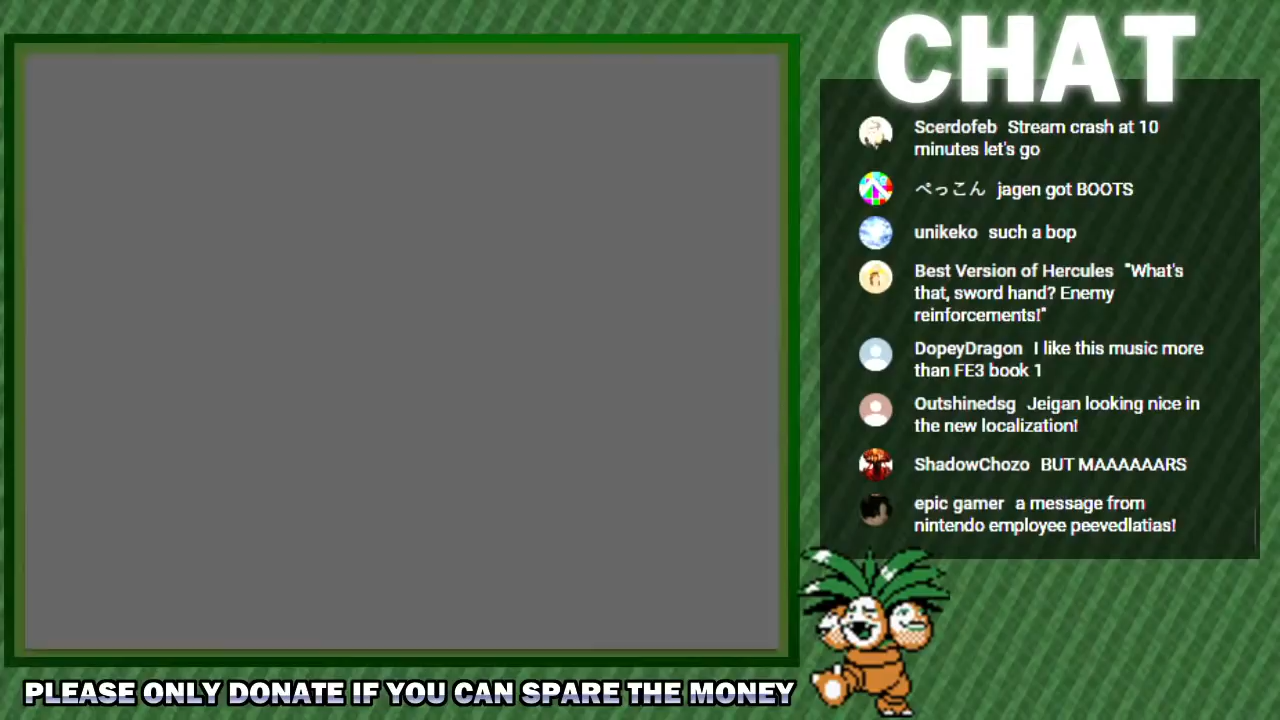 CHAT
Scerdofeb Stream crash at 10
minutes let's go
ぺっこん jagen got BOOTS
unikeko such a bop
Best Version of Hercules "What's
that, sword hand? Enemy
reinforcements!"
DopeyDragon I like this music more
than FE3 book 1
Outshinedsg Jeigan looking nice in
the new localization!
ShadowChozo BUT MAAAAAARS
epic gamer a message from
nintendo employee peevedlatias!
PLEASE ONLY DONATE IF YOU CAN SPARE THE MONEY